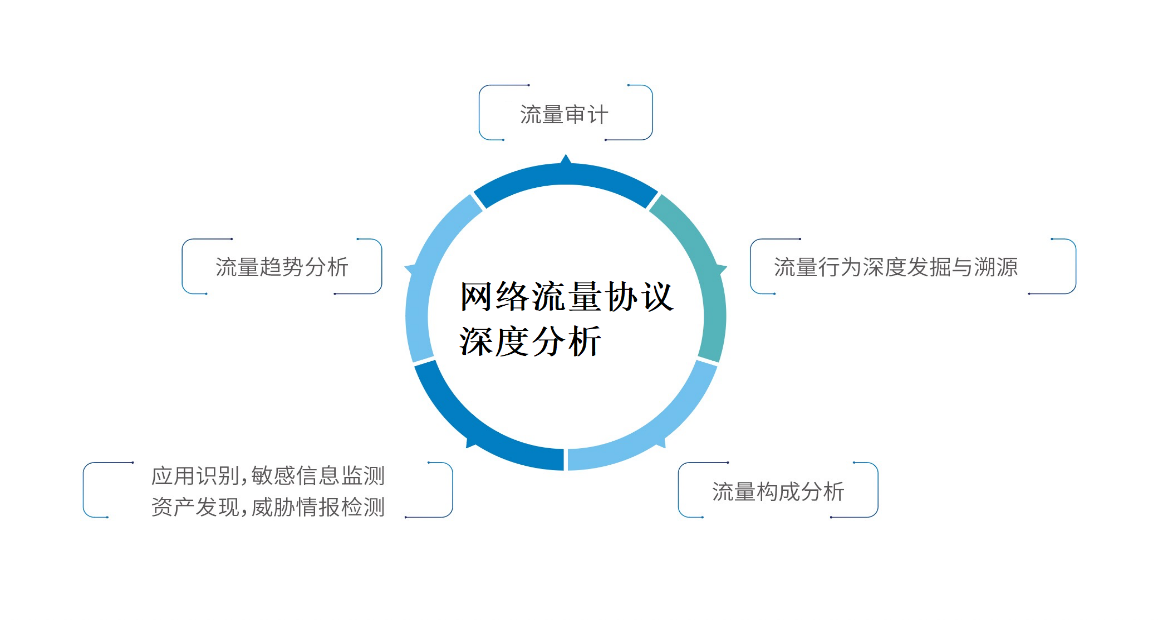 流量审计
流量趋势分析
流量行为深度发掘与溯源
网络流量协议
深度分析
应用识别,敏感信息监测
资产发现,威胁情报检测
流量构成分析